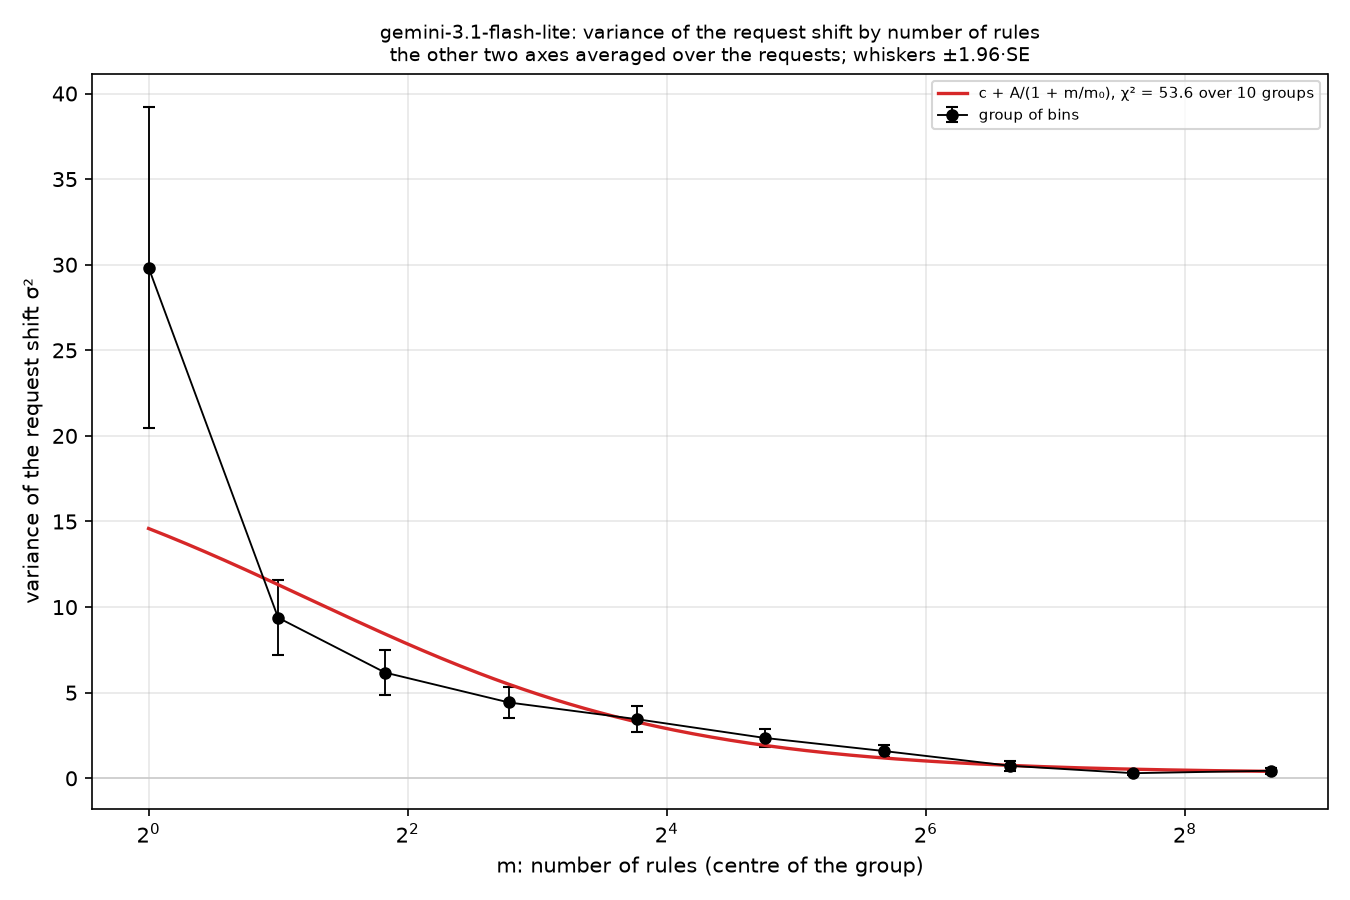 gemini-3.1-flash-lite: variance of the request shift by number of rules
the other two axes averaged over the requests; whiskers ±1.96·SE
c + A/(1 + m/m₀), χ² = 53.6 over 10 groups
group of bins
variance of the request shift σ²
40
35
30
25
20
15
10
5
0
2⁰
2²
2⁴
2⁶
2⁸
m: number of rules (centre of the group)